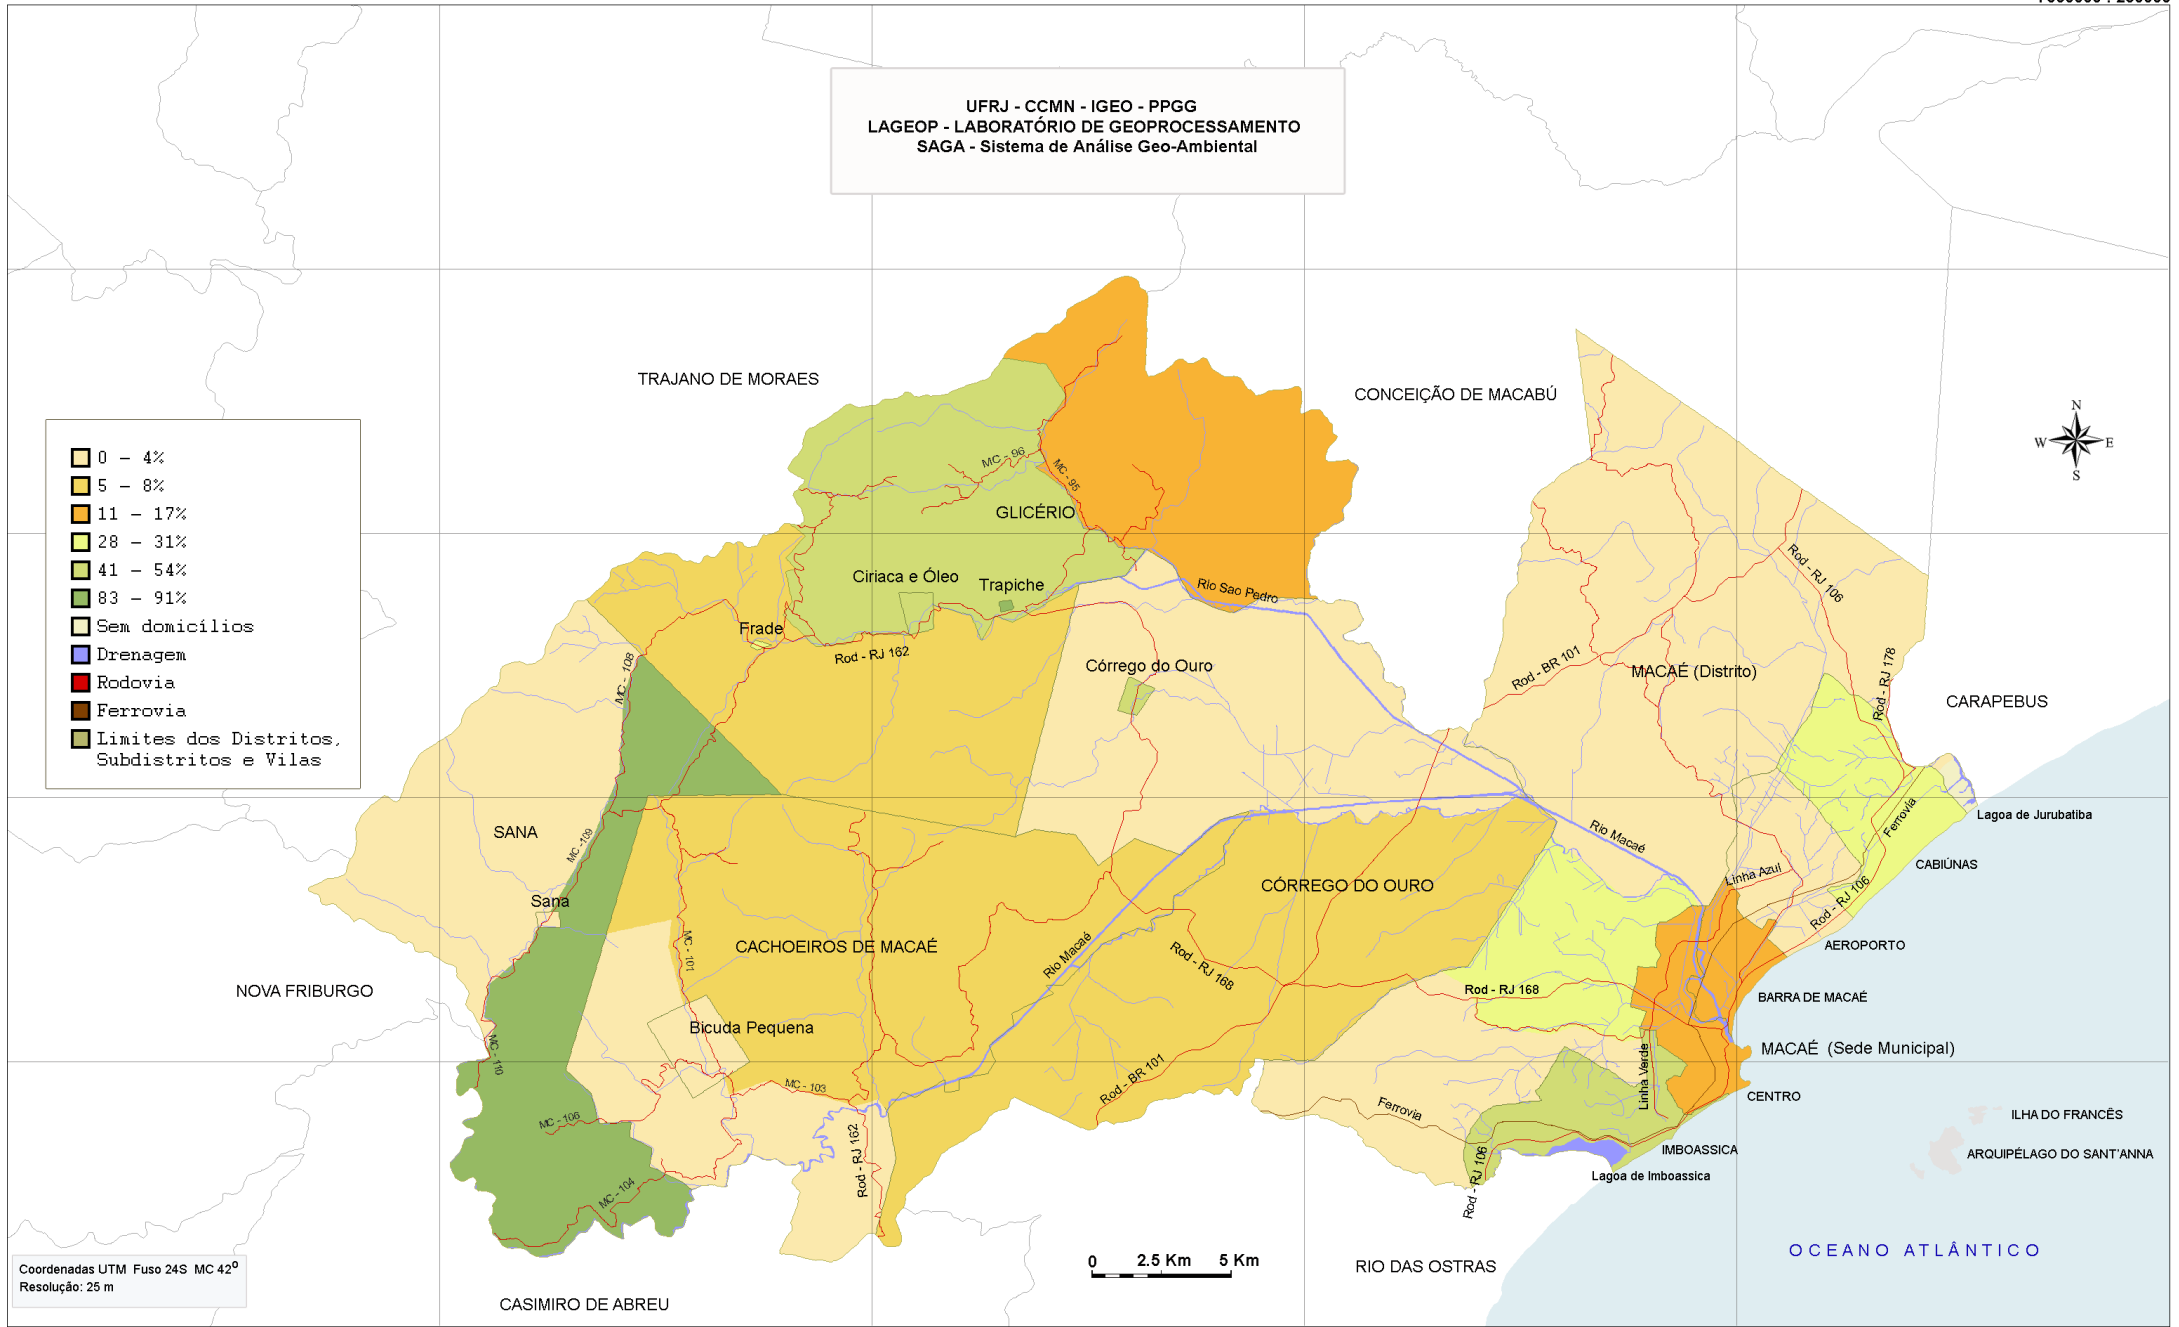 UFRJ - CCMN - IGEO - PPGG
LAGEOP - LABORATÓRIO DE GEOPROCESSAMENTO
SAGA - Sistema de Análise Geo-Ambiental
TRAJANO DE MORAES
CONCEIÇÃO DE MACABÚ
N
W
E
S
0 - 4%
5 - 8%
11 - 17%
28 - 31%
41 - 54%
83 - 91%
Sem domicílios
Drenagem
Rodovia
Ferrovia
Limites dos Distritos,
Subdistritos e Vilas
MC - 96
MC - 95
GLICÉRIO
Ciriaca e Óleo
Trapiche
Rio Sao Pedro
Rod - RJ 106
Frade
Rod - RJ 162
MC - 108
Córrego do Ouro
Rod - BR 101
MACAÉ (Distrito)
Rod - RJ 178
CARAPEBUS
Lagoa de Jurubatiba
SANA
MC -109
Rio Macaé
Ferrovia
CABIÚNAS
Linha Azul
CÓRREGO DO OURO
Sana
Rod - RJ 106
AEROPORTO
CACHOEIROS DE MACAÉ
MC - 101
Rio Macaé
Rod - RJ 168
Rod - RJ 168
NOVA FRIBURGO
BARRA DE MACAÉ
Bicuda Pequena
MACAÉ (Sede Municipal)
MC - 110
MC - 103
Rod - BR 101
Linha Verde
CENTRO
Ferrovia
MC - 106
ILHA DO FRANCÊS
Rod - RJ 162
IMBOASSICA
ARQUIPÉLAGO DO SANT'ANNA
Lagoa de Imboassica
Rod - RJ 106
MC - 104
OCEANO ATLÂNTICO
0 2.5 Km 5 Km
RIO DAS OSTRAS
Coordenadas UTM Fuso 24S MC 42º
Resolução: 25 m
CASIMIRO DE ABREU